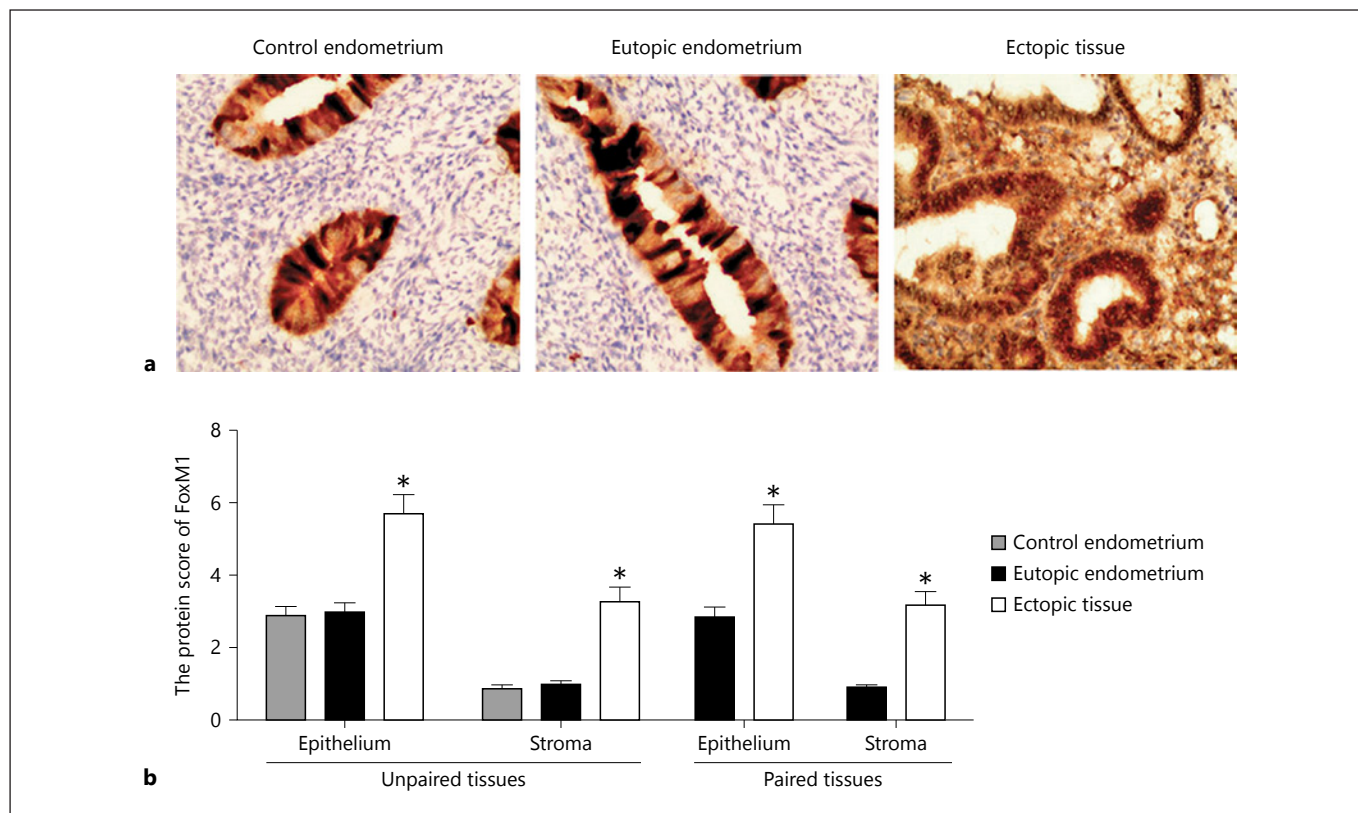 Control endometrium
Eutopic endometrium
Ectopic tissue
a
8
6
4
2
0
The protein score of FoxM1
*
*
*
*
Control endometrium
Eutopic endometrium
Ectopic tissue
Epithelium
Stroma
Epithelium
Stroma
b
Unpaired tissues
Paired tissues